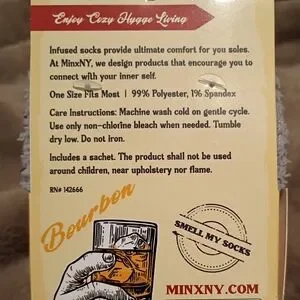 Enjoy Cozy Hygge Living
Infused socks provide ultimate comfort for you soles.
At MinxNY, we design products that encourage you to
connect with your inner self.
One Size Fits Most | 99% Polyester, 1% Spandex
Care Instructions: Machine wash cold on gentle cycle.
Use only non-chlorine bleach when needed. Tumble
dry low. Do not iron.
Includes a sachet. The product shall not be used
around children, near upholstery nor flame.
RN# 142666
Bourbon
SMELL MY SOCKS
MINXNY.COM